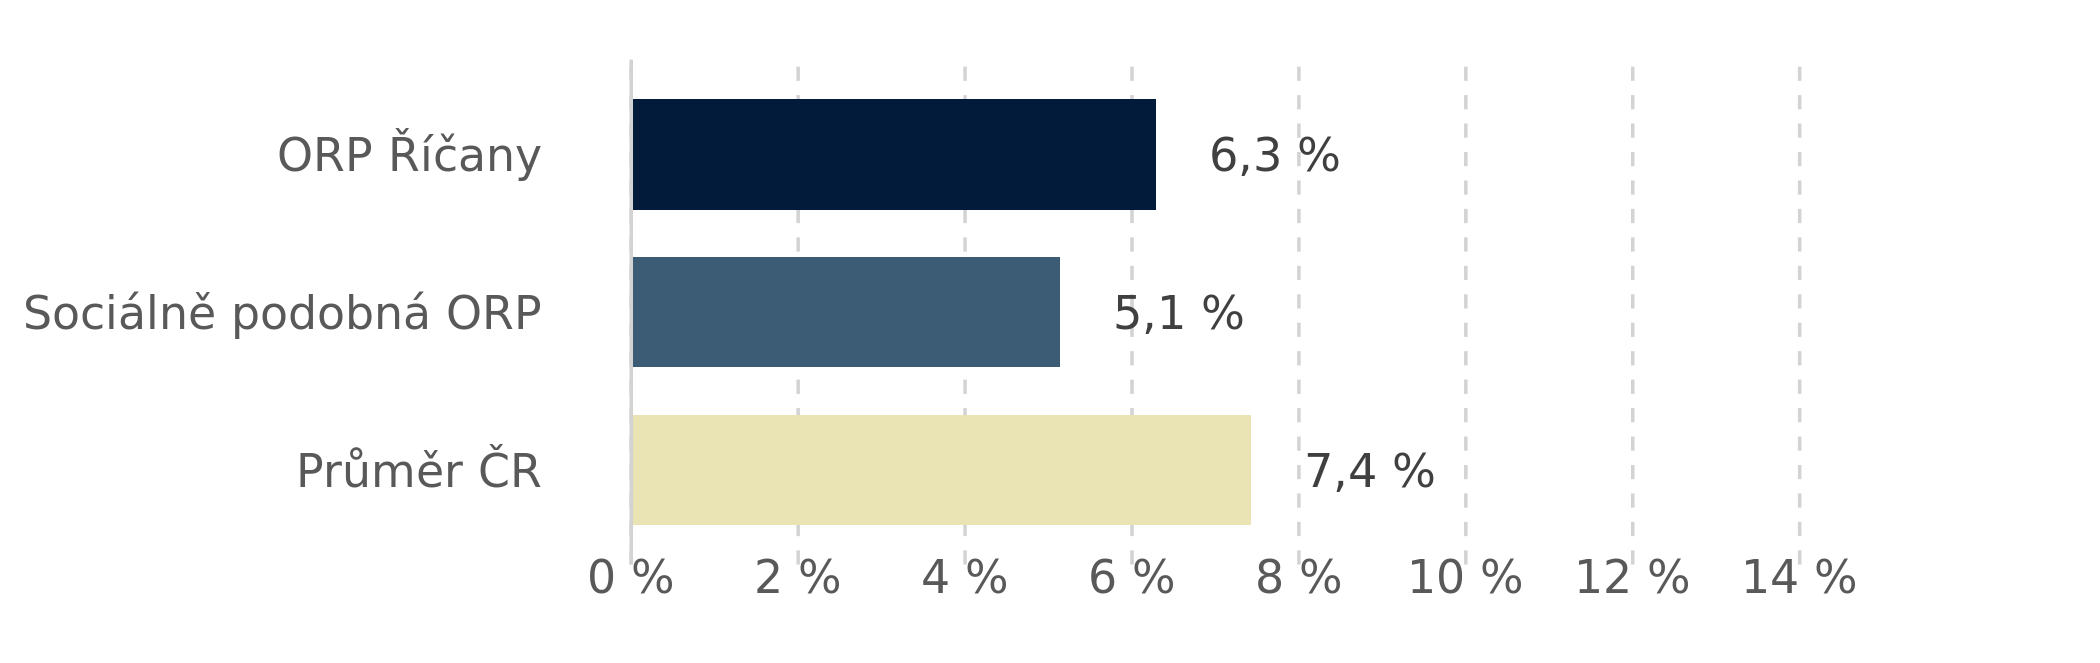 ORP Říčany
6,3 %
Sociálně podobná ORP
5,1 %
Průměr ČR
7,4 %
0 % 2 % 4 % 6 % 8 % 10 % 12 % 14 %